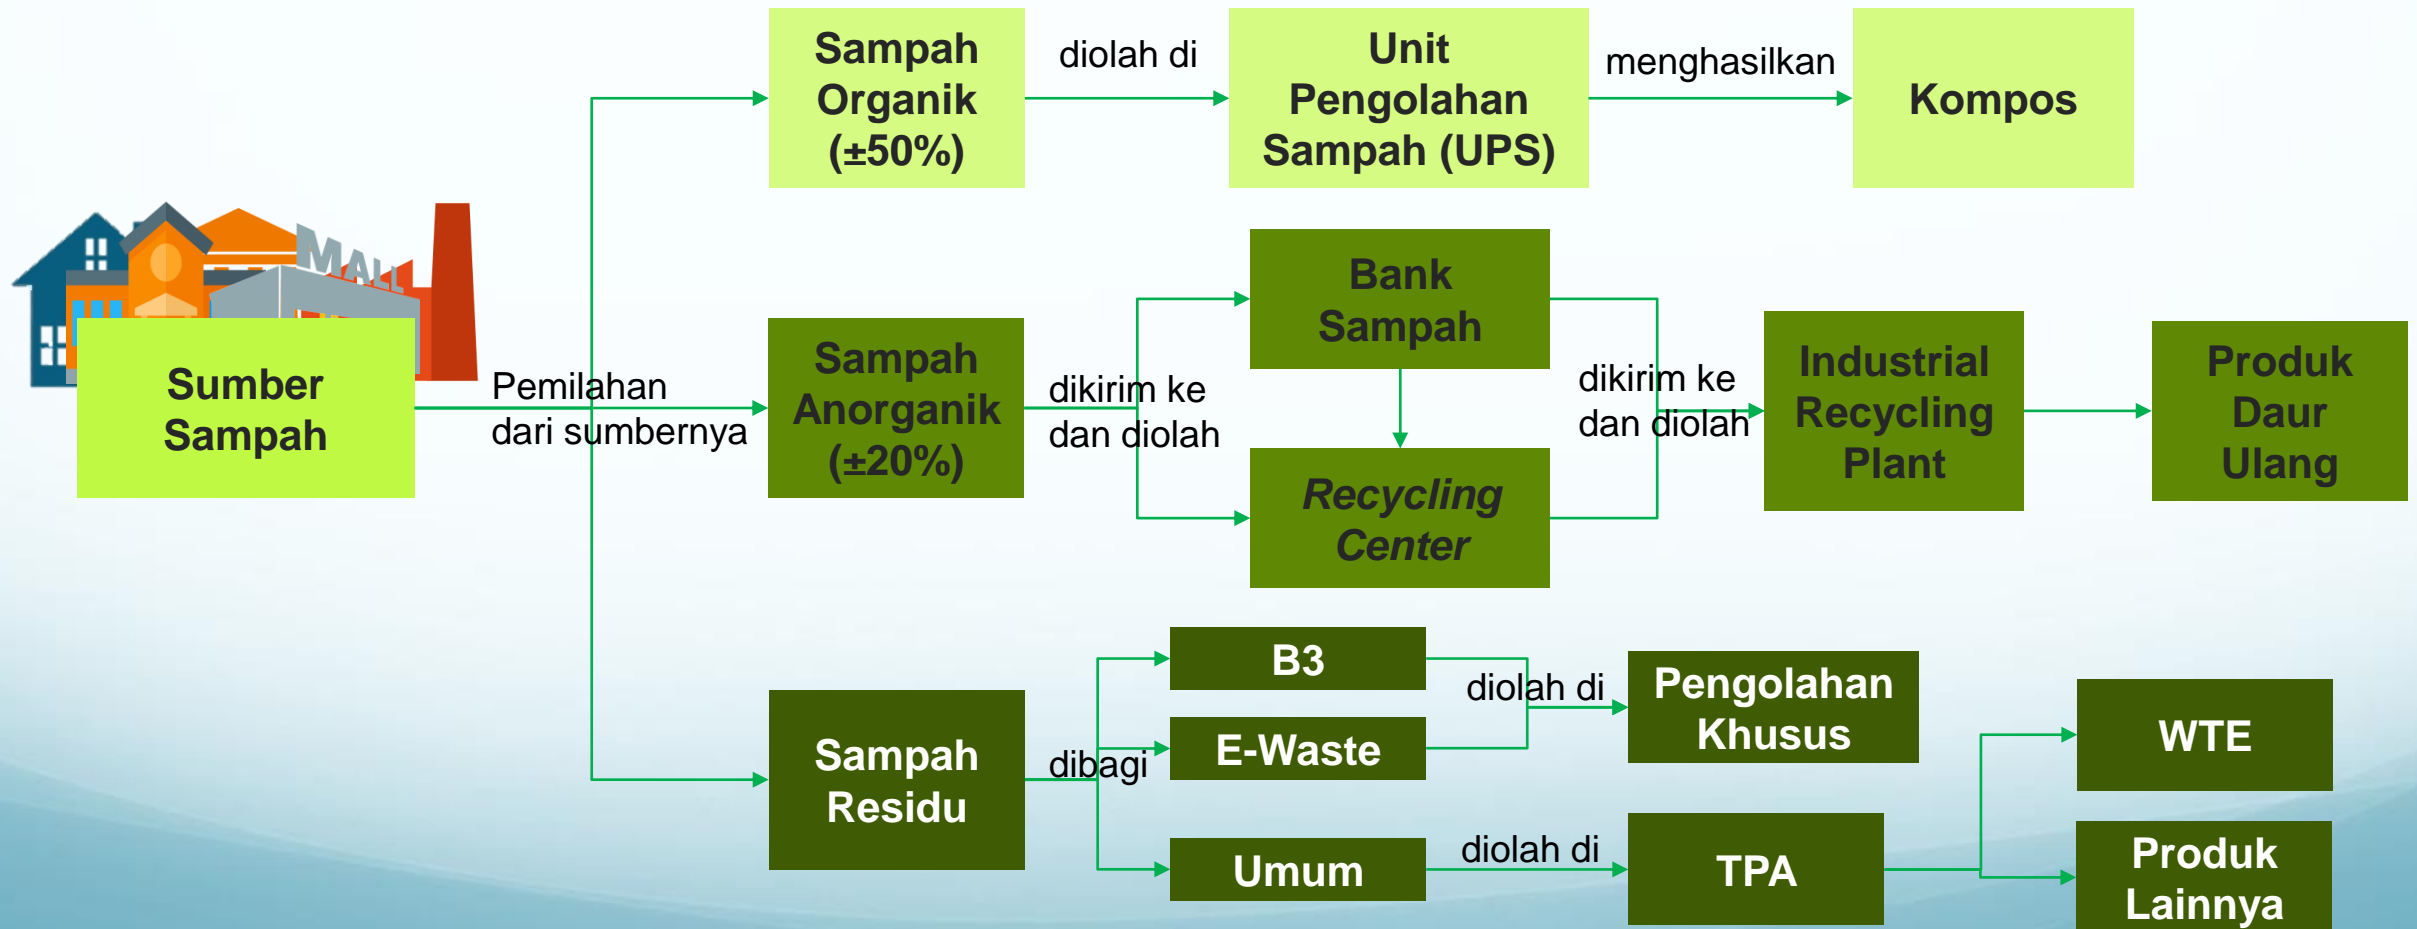 Sampah
Organik
(±50%)
diolah di
Unit
Pengolahan
Sampah (UPS)
menghasilkan
Kompos
MALL
Sumber
Sampah
Pemilahan
dari sumbernya
Sampah
Anorganik
(±20%)
dikirim ke
dan diolah
Bank
Sampah
Recycling
Center
dikirim ke
dan diolah
Industrial
Recycling
Plant
Produk
Daur
Ulang
Sampah
Residu
dibagi
B3
E-Waste
Umum
diolah di
Pengolahan
Khusus
diolah di
TPA
WTE
Produk
Lainnya